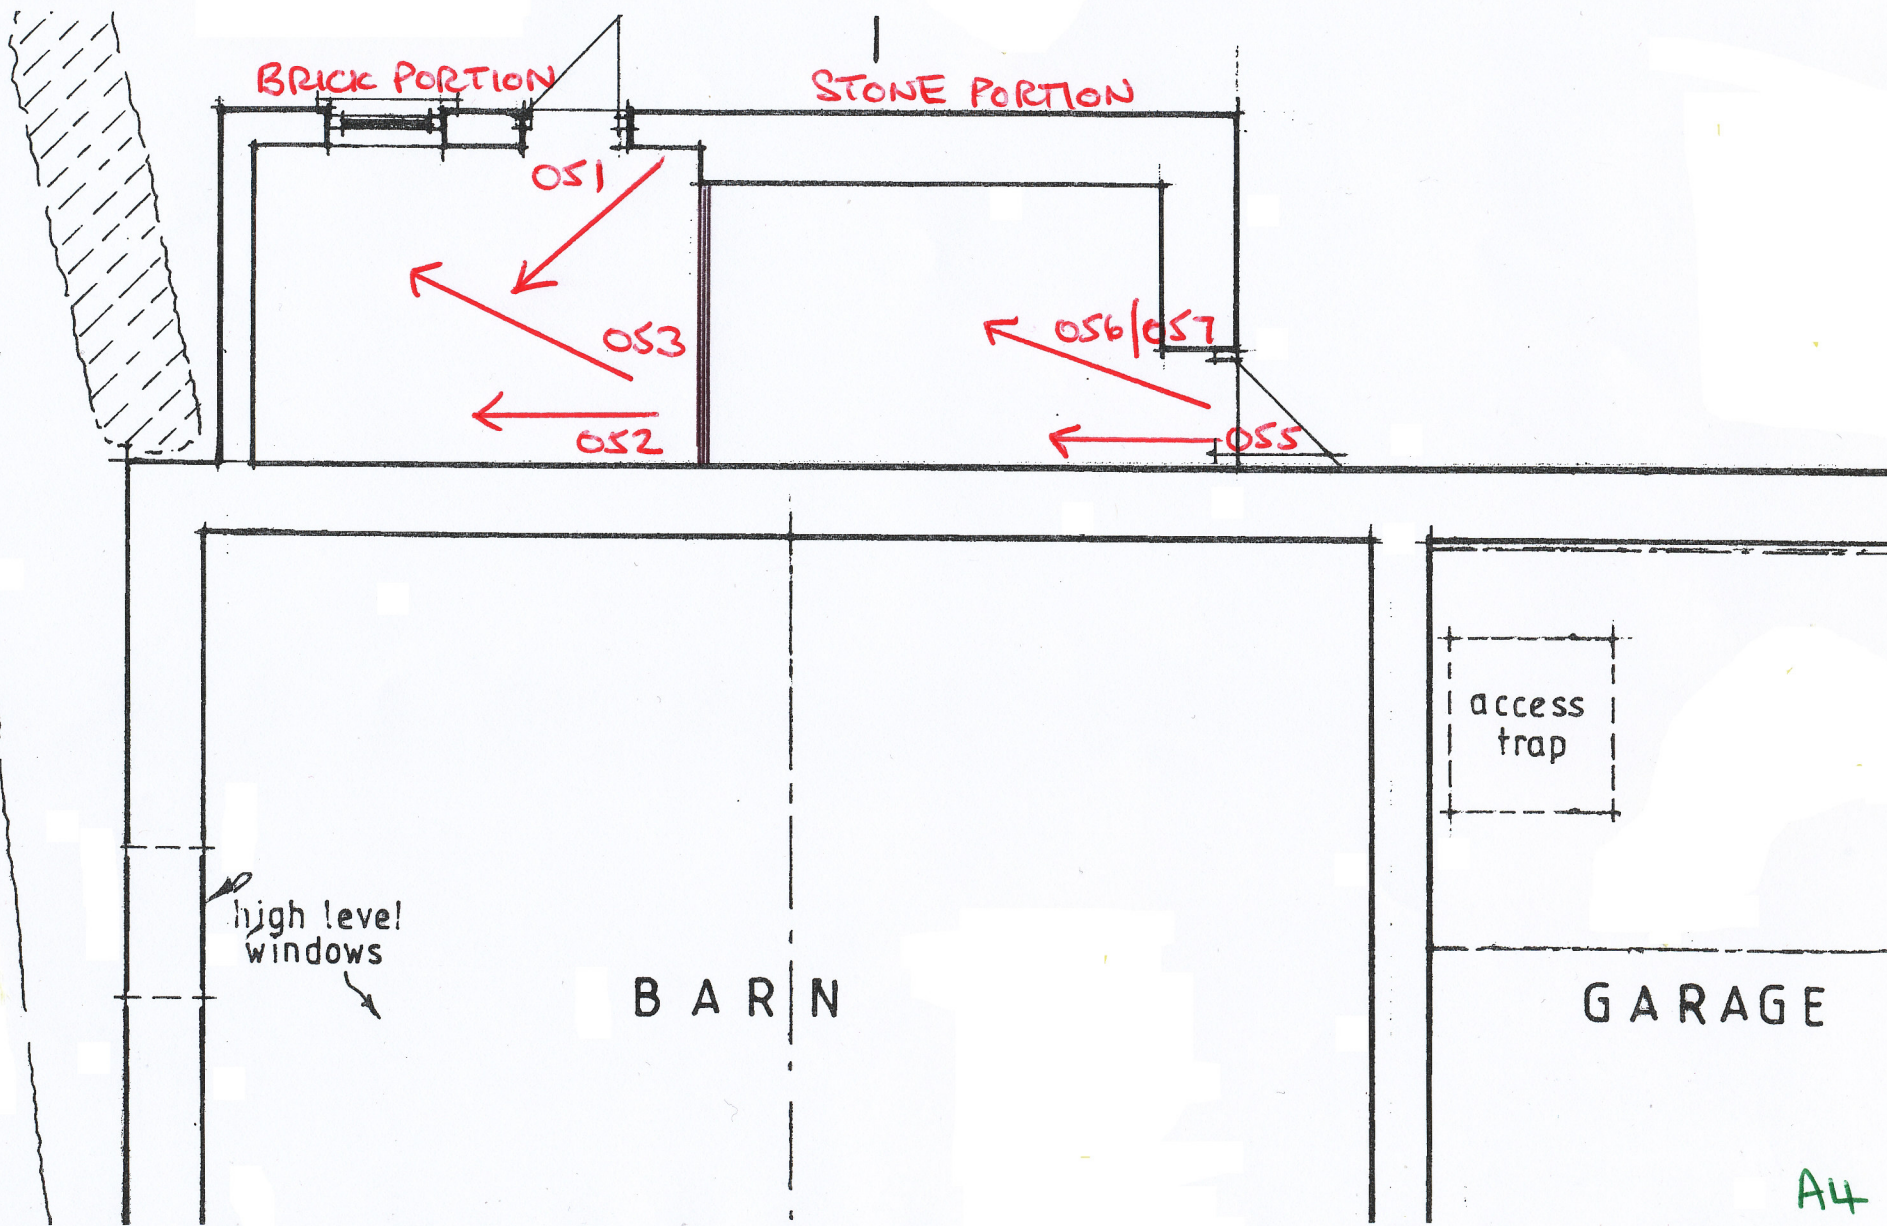 BRICK PORTION
STONE PORTION
051
053
056/057
052
055
access
trap
high level
windows
BARN
GARAGE
A4